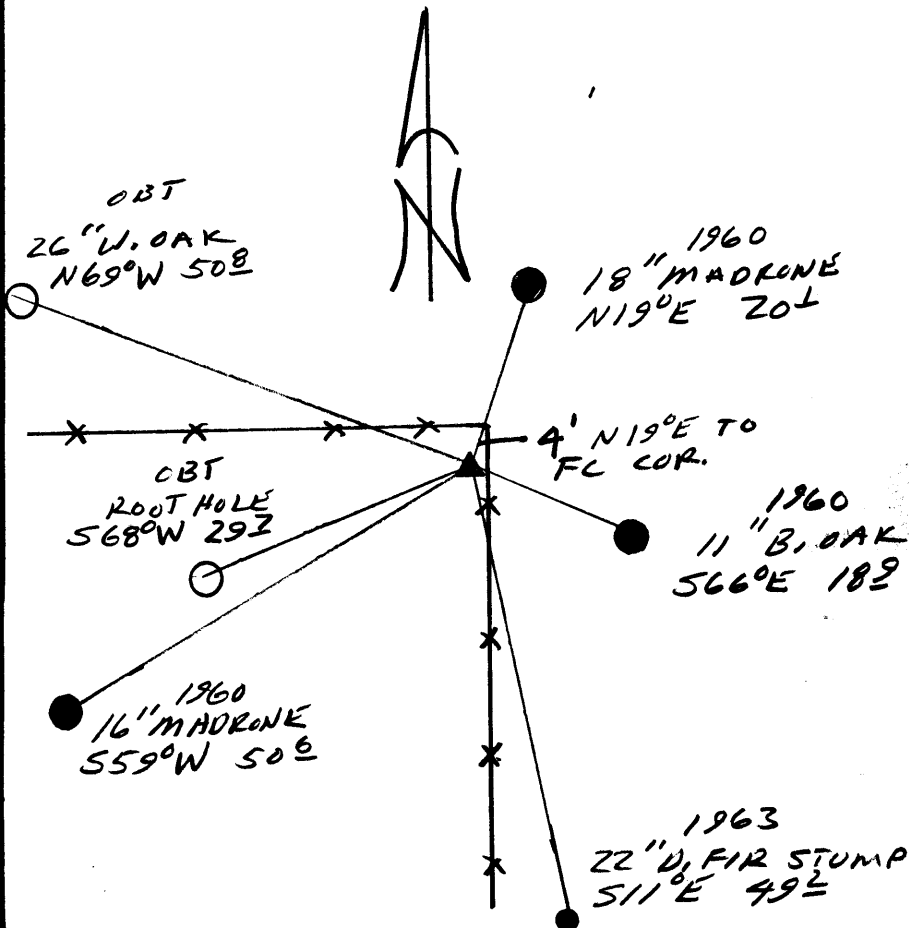 OBT
26" W. OAK
N69°W 50 8
1960
18" MADRONE
N19°E 20 1
4' N19°E TO
FC COR.
OBT
ROOT HOLE
S68°W 29 7
1960
11" B. OAK
S66°E 18 9
1960
16" MADRONE
S59°W 50 6
1963
22" D. FIR STUMP
S11°E 49 2